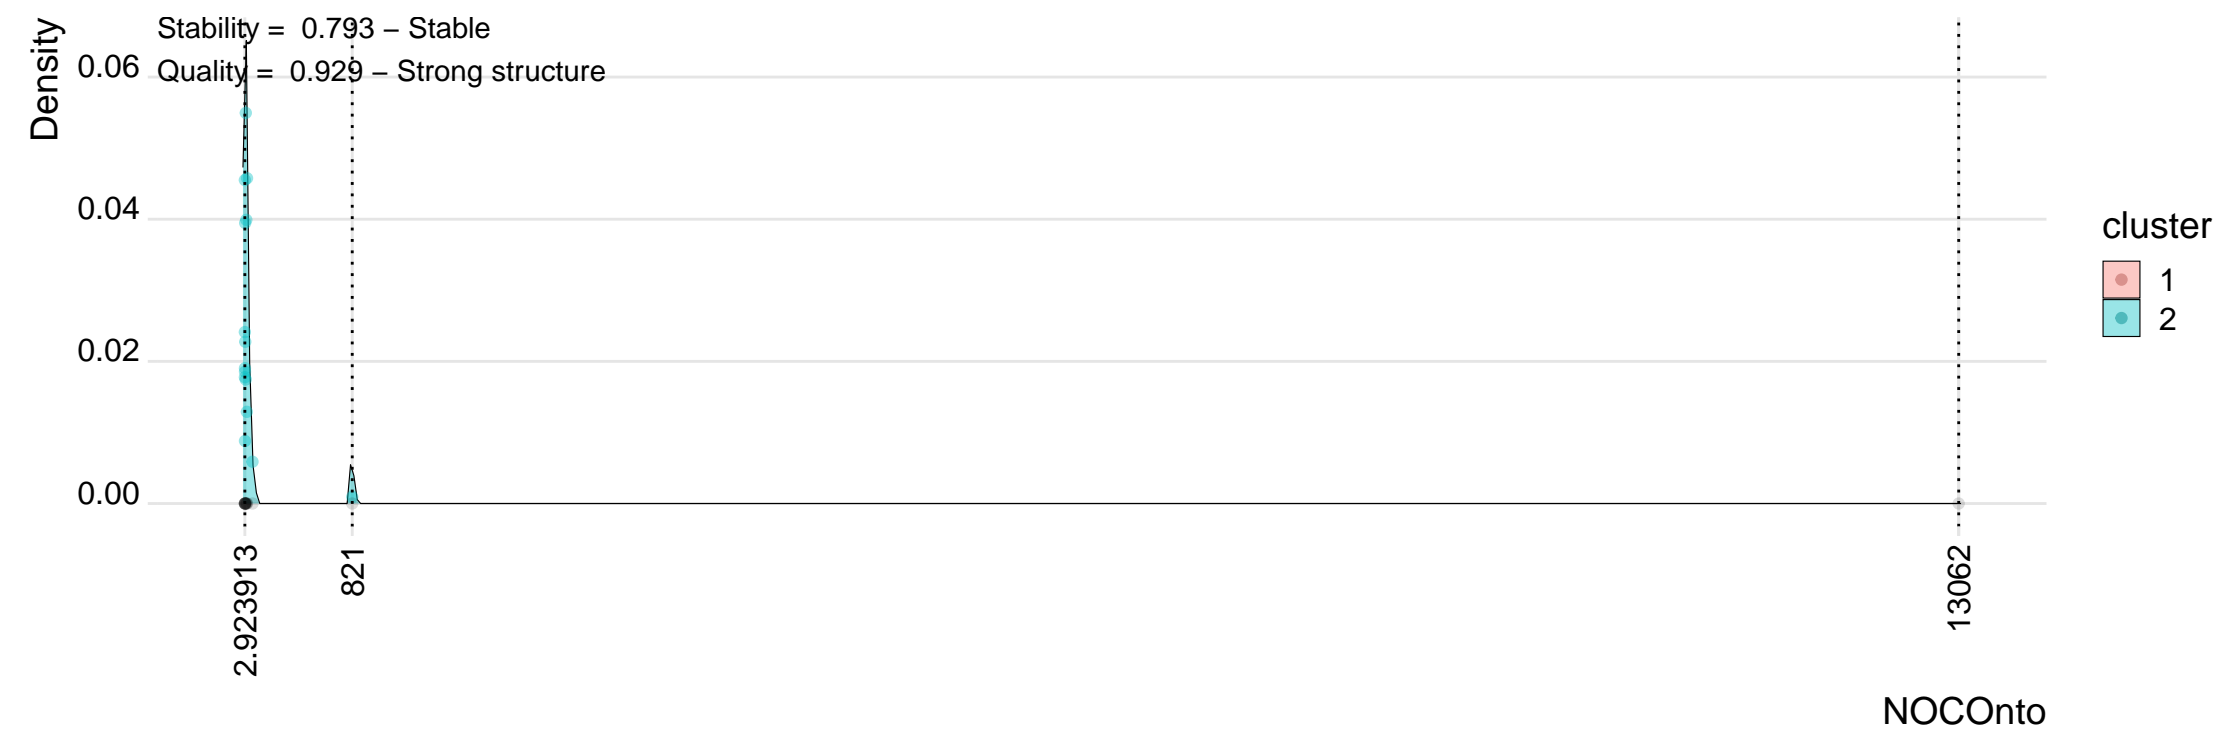 Stability =  0.793 – Stable
Quality =  0.929 – Strong structure
Density
0.06
0.04
0.02
0.00
2.9239913
821
13062
NOCOnto
cluster
1
2